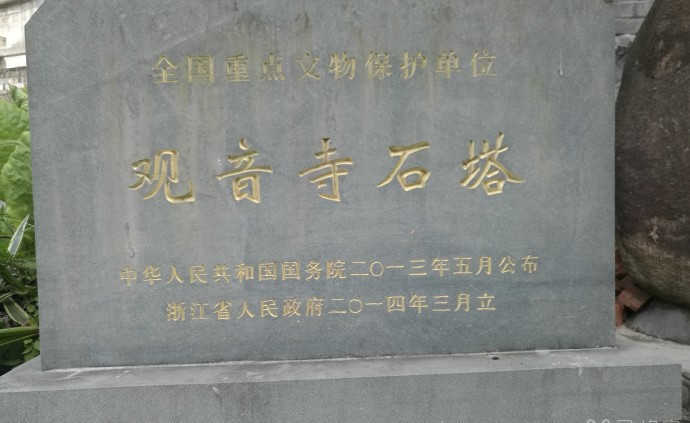 全国重点文物保护单位
观音寺石塔
中华人民共和国国务院二〇一三年五月公布
浙江省人民政府二〇一四年三月立